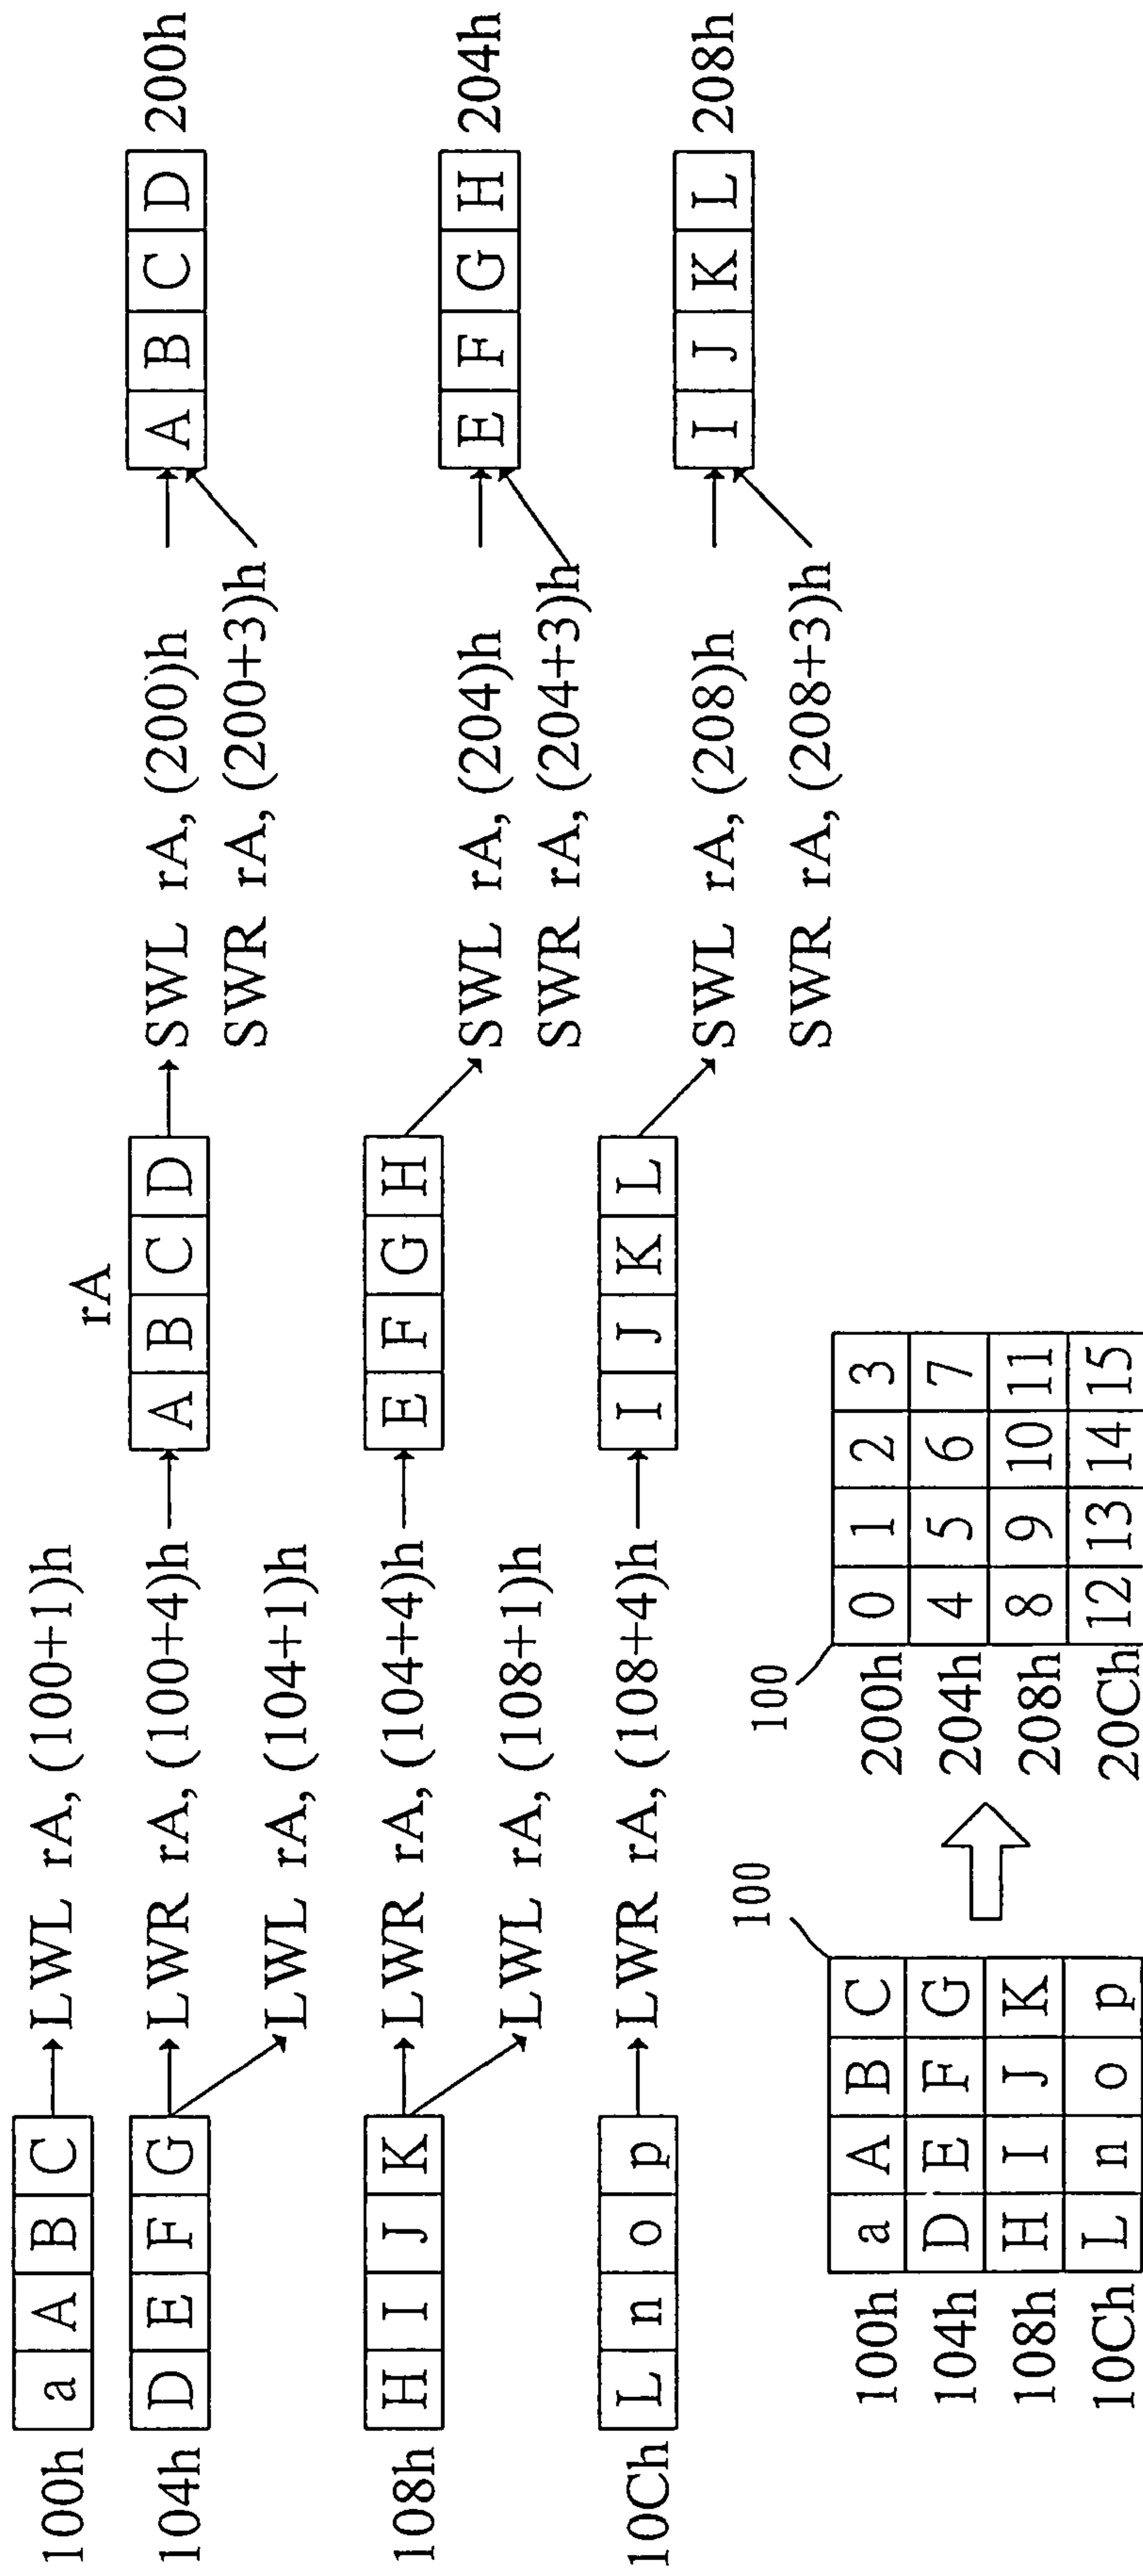 rA
100h a A B C LWL rA, (100+1)h
104h D E F G LWR rA, (100+4)h A B C D SWL rA, (200)h A B C D 200h
LWL rA, (104+1)h SWR rA, (200+3)h
108h H I J K LWR rA, (104+4)h E F G H SWL rA, (204)h E F G H 204h
LWL rA, (108+1)h SWR rA, (204+3)h
10Ch L n o p LWR rA, (108+4)h I J K L SWL rA, (208)h I J K L 208h
SWR rA, (208+3)h
100 100
100h a A B C 200h 0 1 2 3
104h D E F G 204h 4 5 6 7
108h H I J K 208h 8 9 10 11
10Ch L n o p 20Ch 12 13 14 15